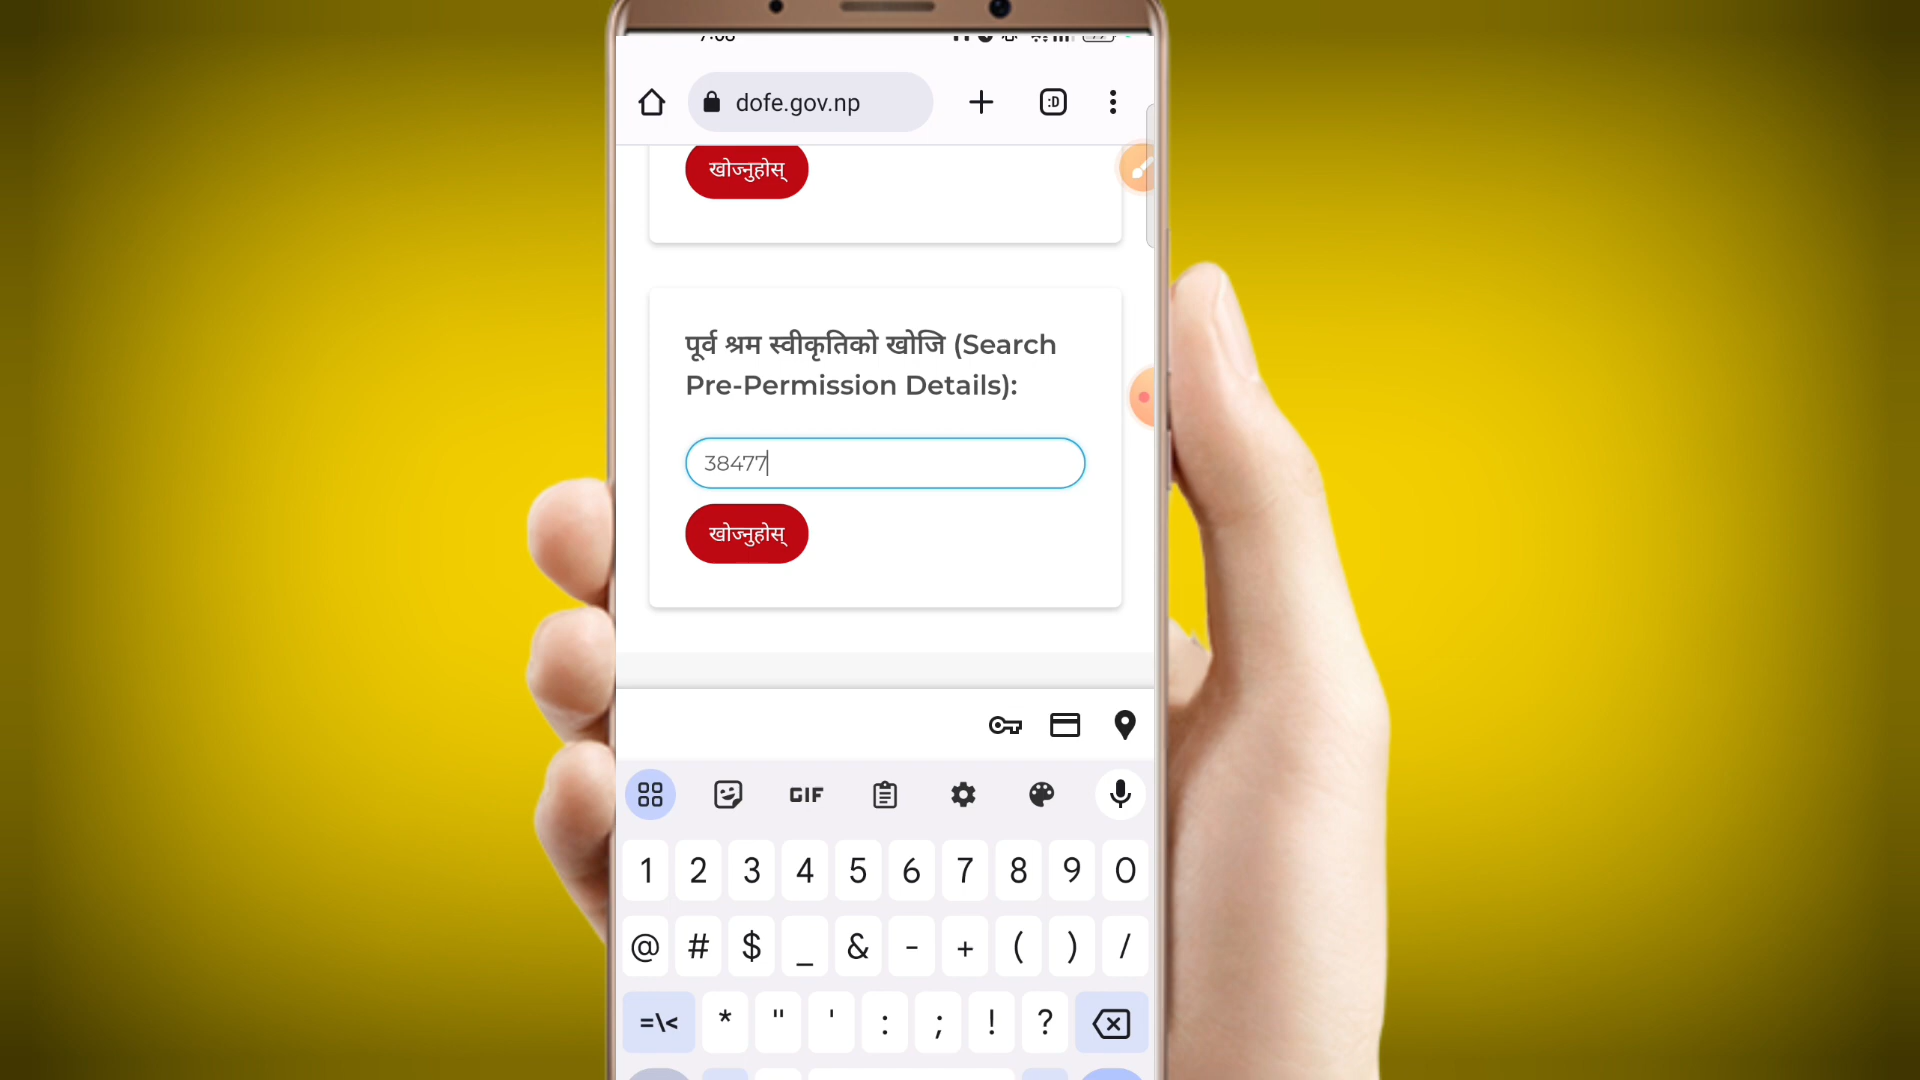 dofe.gov.np
:D
खोज्नुहोस्
पूर्व श्रम स्वीकृतिको खोजि (Search
Pre-Permission Details):
38477
खोज्नुहोस्
GIF
1 2 3 4 5 6 7 8 9 0
@ # $ _ & - + ( ) /
=\< * " ' : ; ! ?